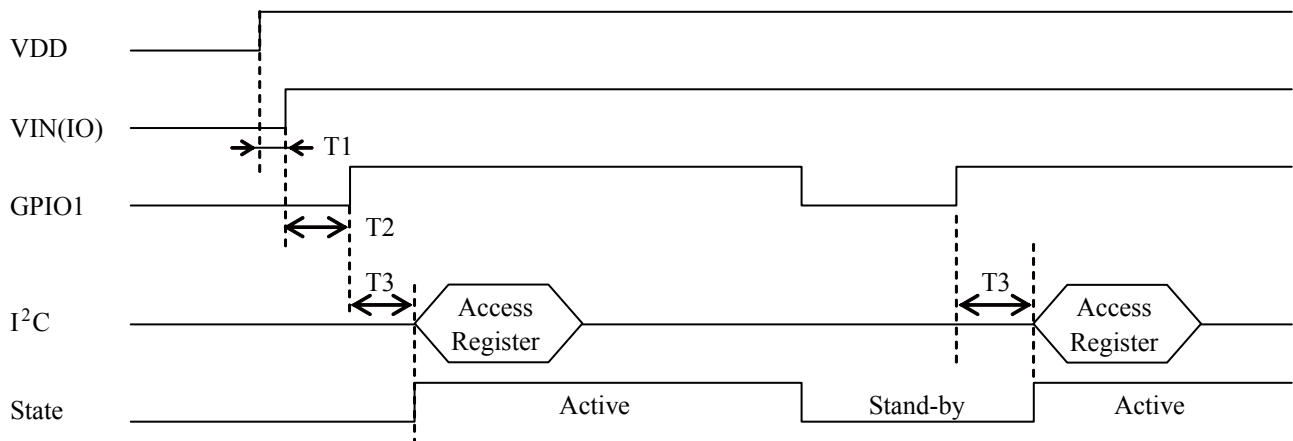 VDD
VIN(IO)
T1
GPIO1
T2
T3
T3
I²C
Access
Register
Access
Register
State
Active
Stand-by
Active